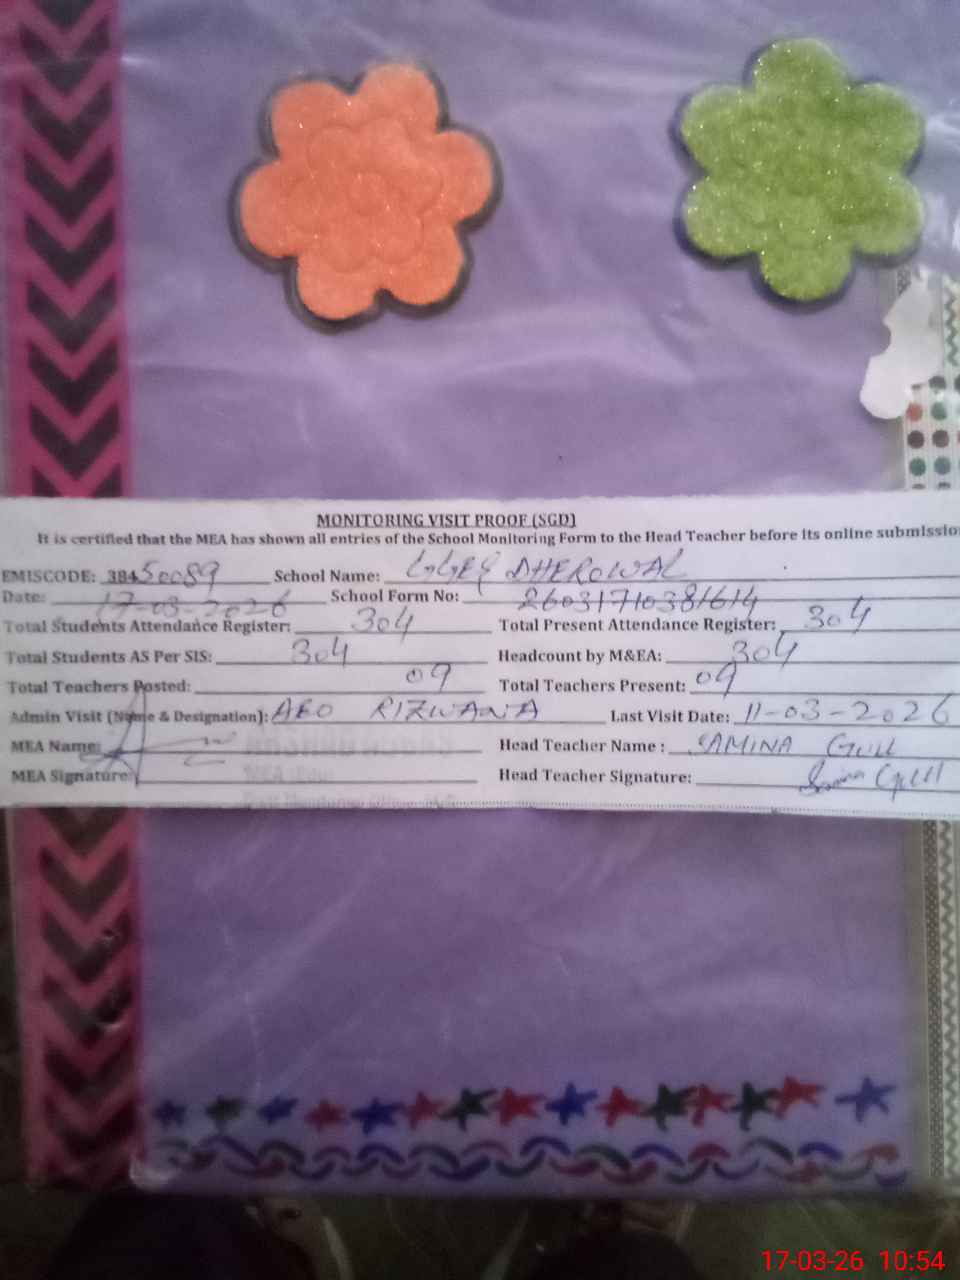 MONITORING VISIT PROOF (SGD)
It is certified that the MEA has shown all entries of the School Monitoring Form to the Head Teacher before its online submissio
EMISCODE: 38450089 School Name: GGES DHEROWAL
Date: 17-03-2026 School Form No: 26031710381614
Total Students Attendance Register: 304 Total Present Attendance Register: 304
Total Students AS Per SIS: 304 Headcount by M&EA: 304
Total Teachers Posted: 09 Total Teachers Present: 09
Admin Visit (Name & Designation): AEO RIZWANA Last Visit Date: 11-03-2026
MEA Name: Head Teacher Name: SAMINA GULL
MEA Signature: Head Teacher Signature: Samina Gull
17-03-26 10:54